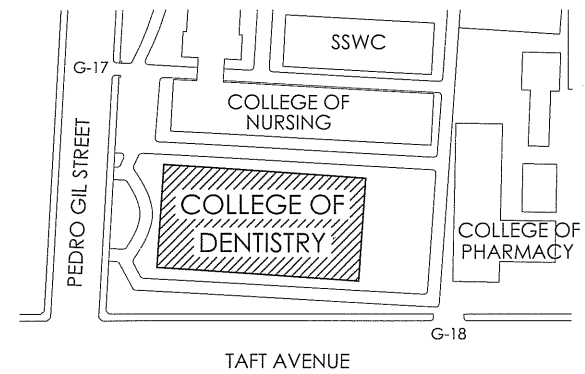 SSWC
G-17
COLLEGE OF
NURSING
PEDRO GIL STREET
COLLEGE OF
DENTISTRY
COLLEGE OF
PHARMACY
G-18
TAFT AVENUE